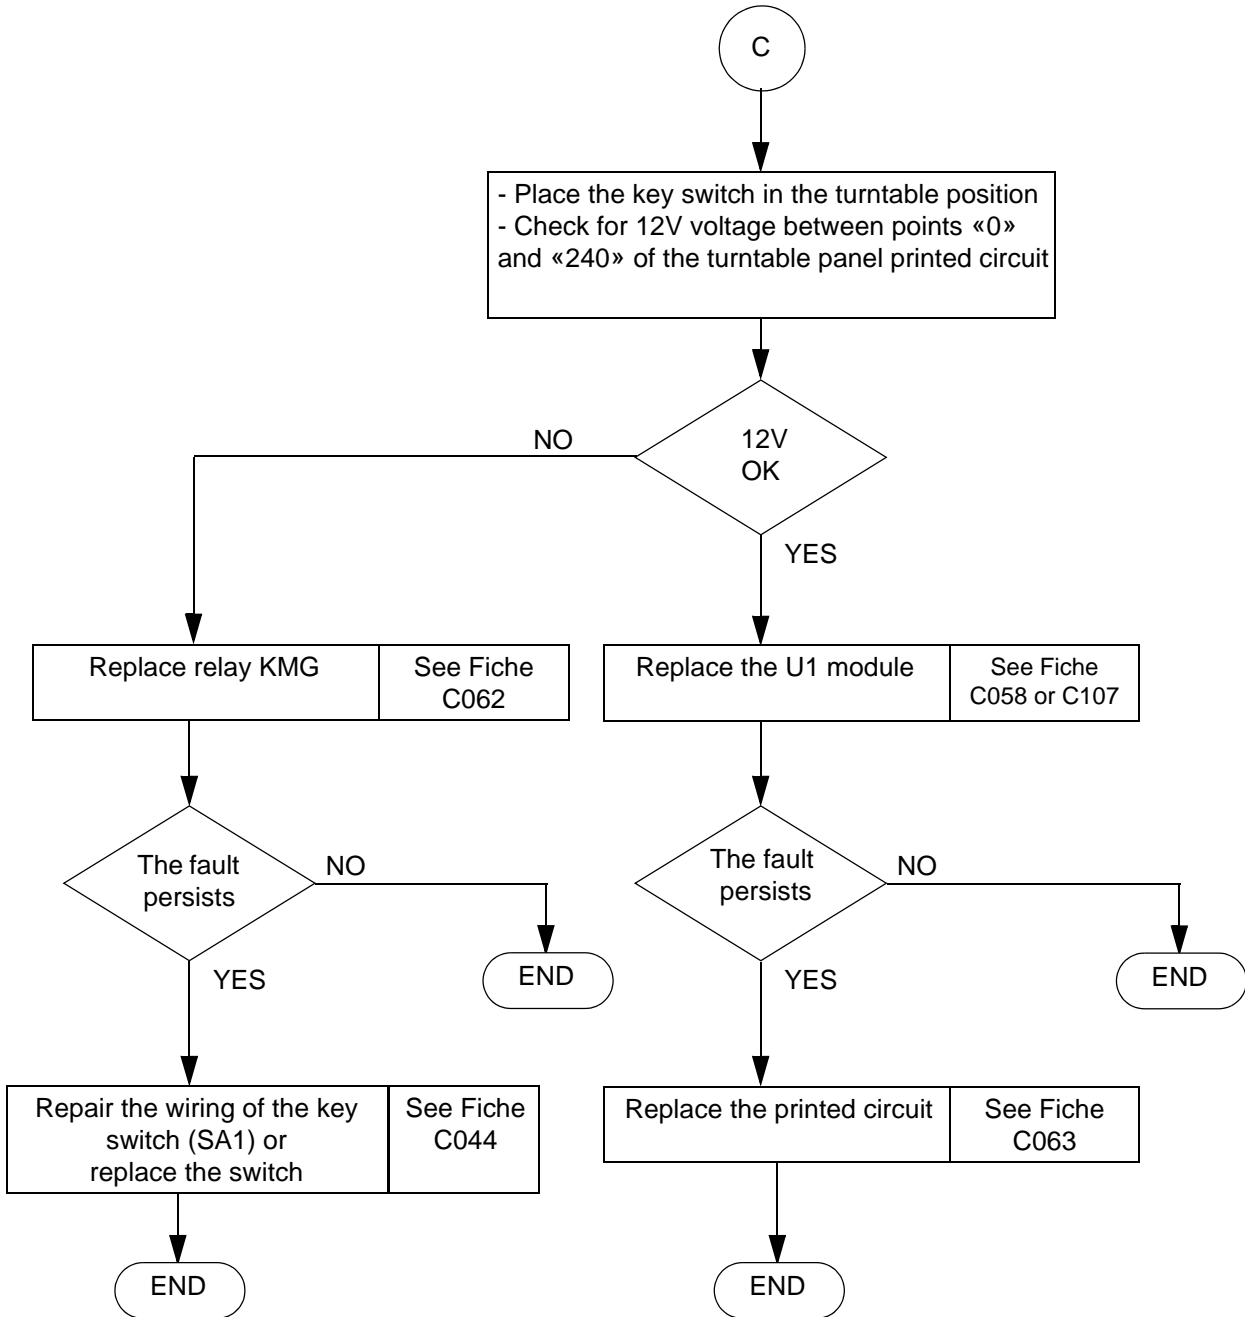 C
- Place the key switch in the turntable position
- Check for 12V voltage between points «0»
and «240» of the turntable panel printed circuit
12V
OK
NO
YES
Replace relay KMG
See Fiche
C062
Replace the U1 module
See Fiche
C058 or C107
The fault
persists
NO
YES
END
The fault
persists
NO
YES
END
Repair the wiring of the key
switch (SA1) or
replace the switch
See Fiche
C044
Replace the printed circuit
See Fiche
C063
END
END